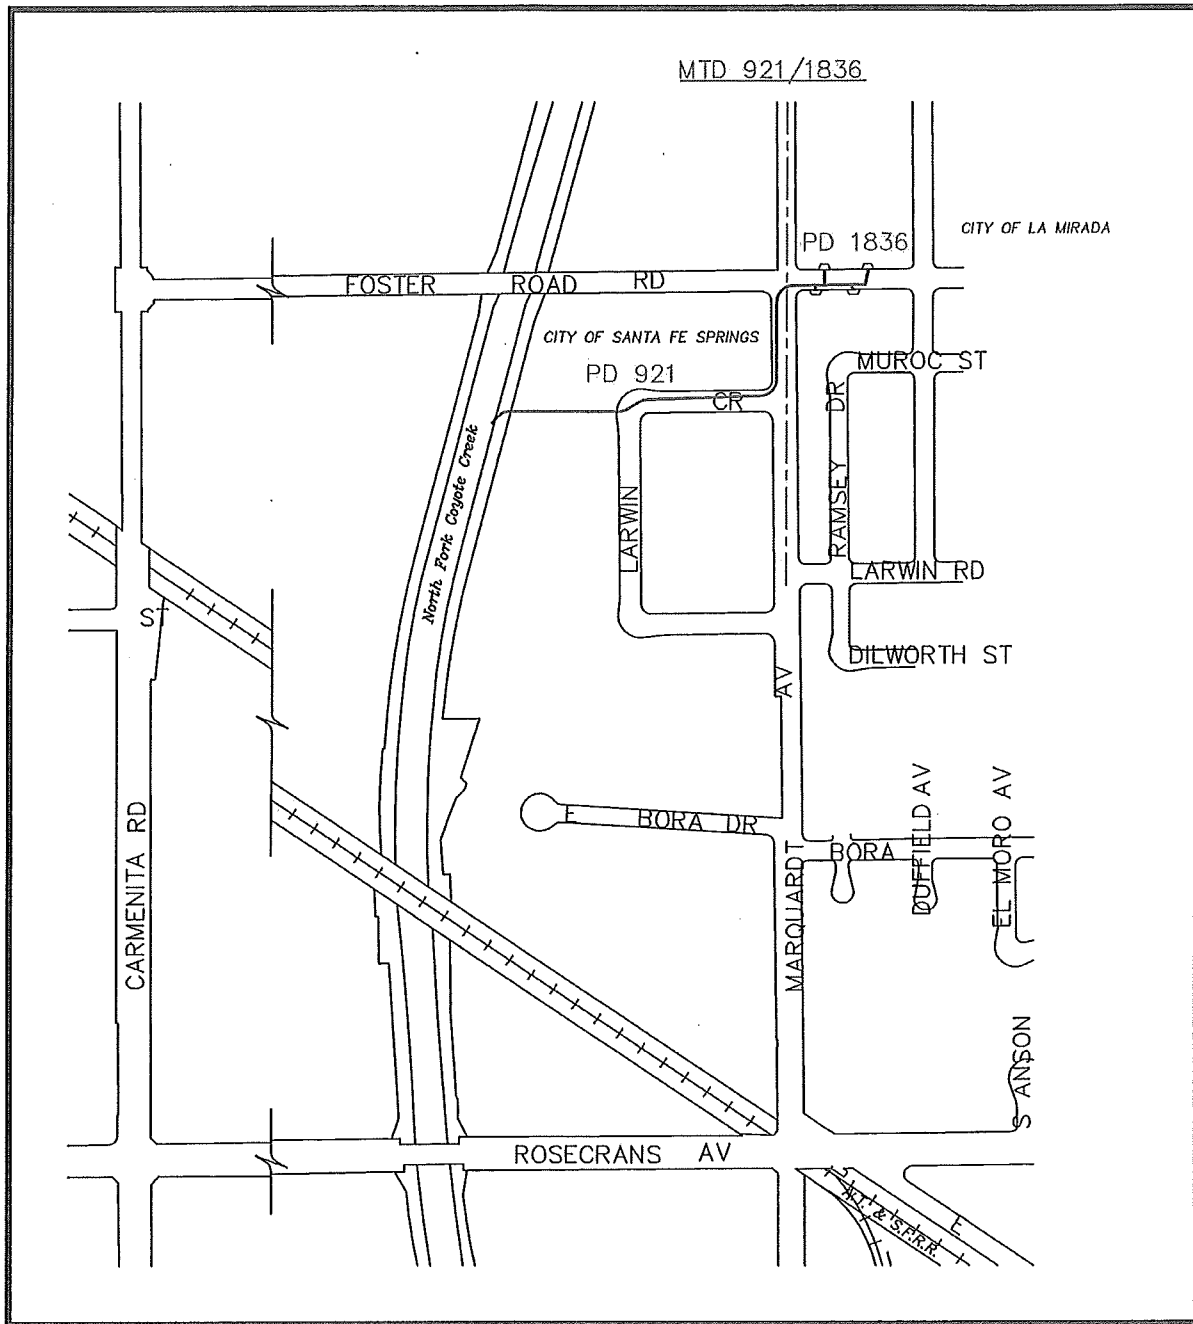 MTD 921/1836
CITY OF LA MIRADA
PD 1836
FOSTER ROAD RD
CITY OF SANTA FE SPRINGS
PD 921
CR
MUROC ST
RAMSEY DR
North Fork Coyote Creek
LARWIN
LARWIN RD
ST
DILWORTH ST
AV
BORA DR
E
BORA
DUFFIELD AV
EL MORO AV
CARMENITA RD
MARQUARDT
S ANSON
ROSECRANS AV
E